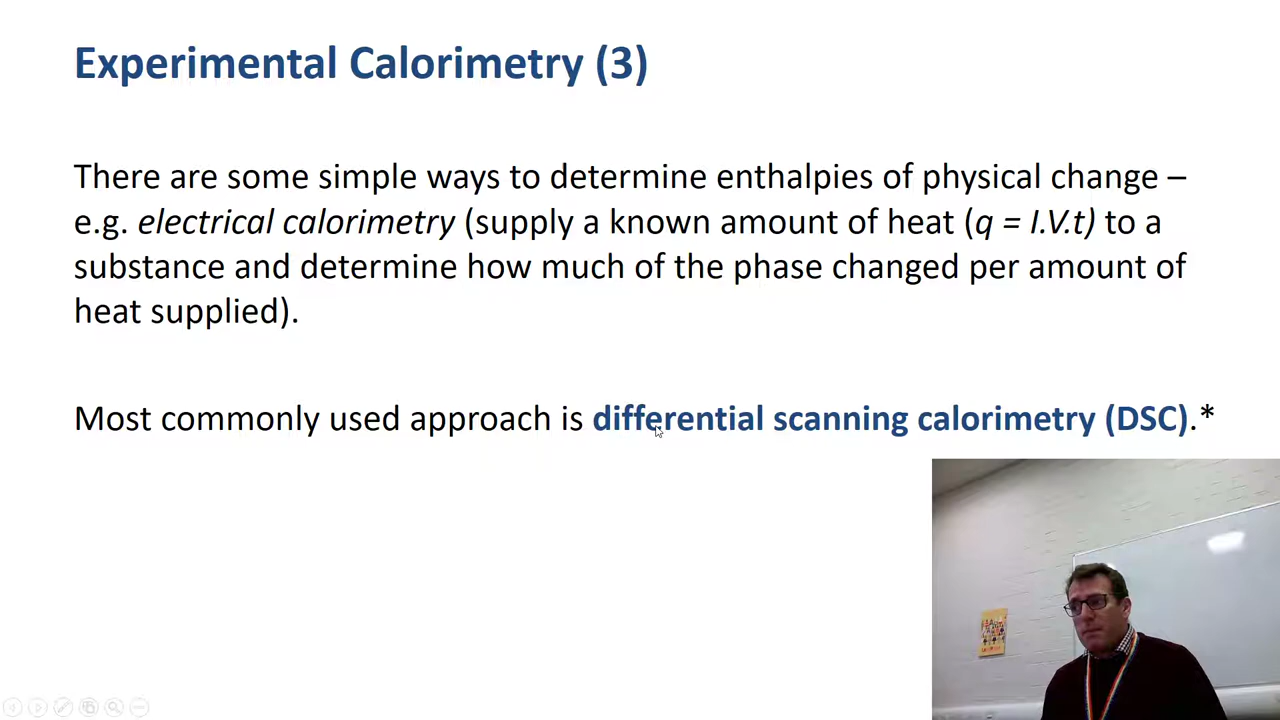 Experimental Calorimetry (3)
There are some simple ways to determine enthalpies of physical change –
e.g. electrical calorimetry (supply a known amount of heat (q = I.V.t) to a
substance and determine how much of the phase changed per amount of
heat supplied).
Most commonly used approach is differential scanning calorimetry (DSC).*